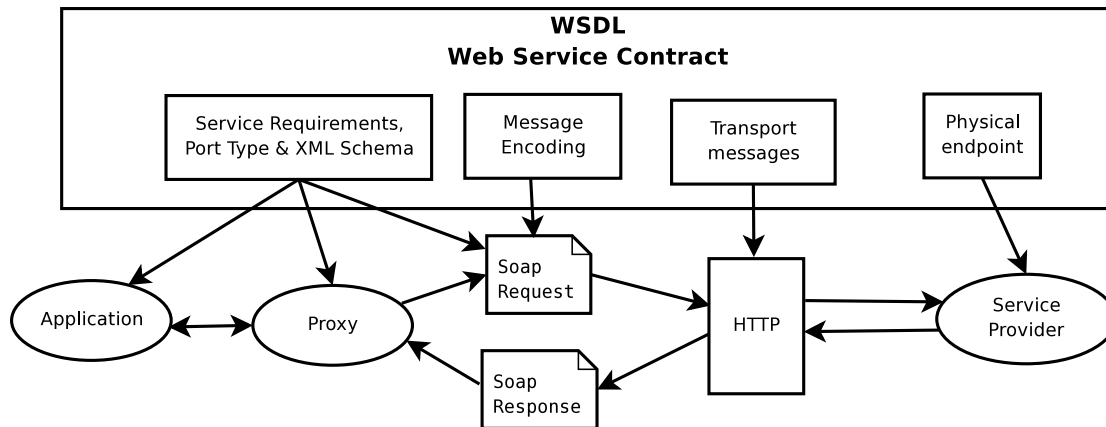 WSDL
Web Service Contract
Service Requirements,
Port Type & XML Schema
Message
Encoding
Transport
messages
Physical
endpoint
Soap
Request
Application
Proxy
HTTP
Service
Provider
Soap
Response